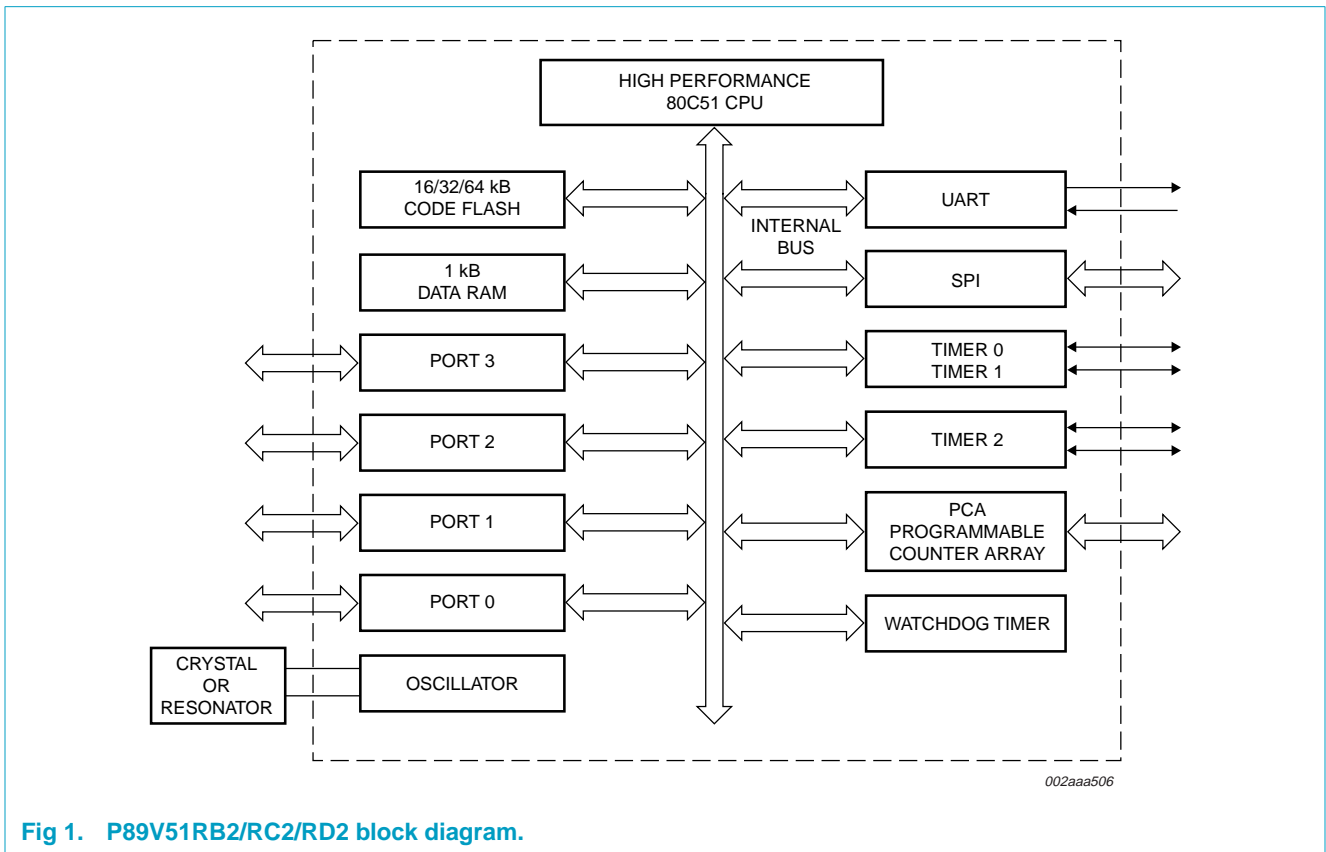 HIGH PERFORMANCE
80C51 CPU
16/32/64 kB
CODE FLASH
1 kB
DATA RAM
PORT 3
PORT 2
PORT 1
PORT 0
CRYSTAL
OR
RESONATOR
OSCILLATOR
INTERNAL
BUS
UART
SPI
TIMER 0
TIMER 1
TIMER 2
PCA
PROGRAMMABLE
COUNTER ARRAY
WATCHDOG TIMER
002aaa506
Fig 1. P89V51RB2/RC2/RD2 block diagram.